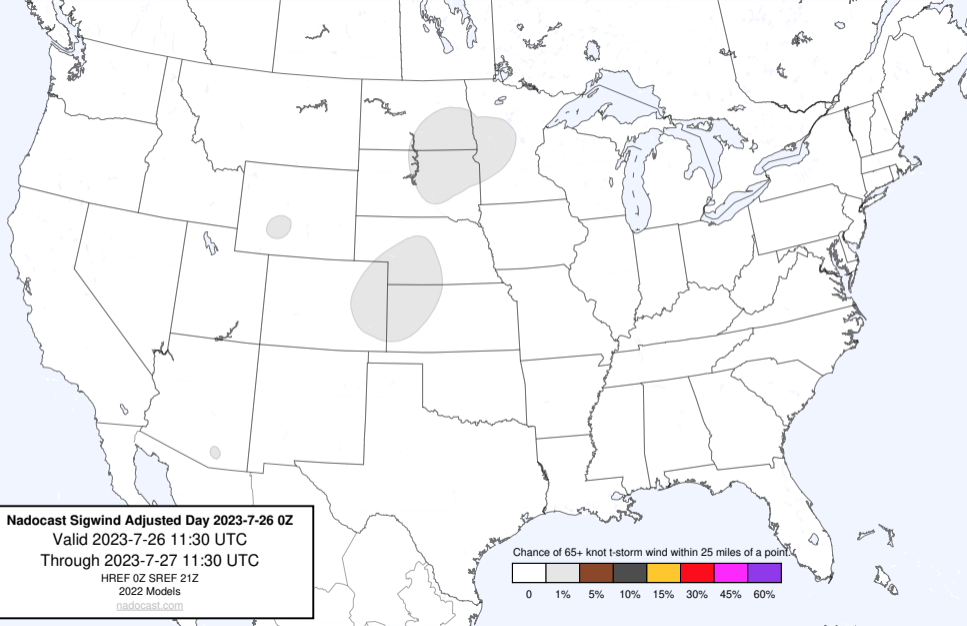 Nadocast Sigwind Adjusted Day 2023-7-26 0Z
Valid 2023-7-26 11:30 UTC
Through 2023-7-27 11:30 UTC
HREF 0Z SREF 21Z
2022 Models
nadocast.com
Chance of 65+ knot t-storm wind within 25 miles of a point.
0 1% 5% 10% 15% 30% 45% 60%